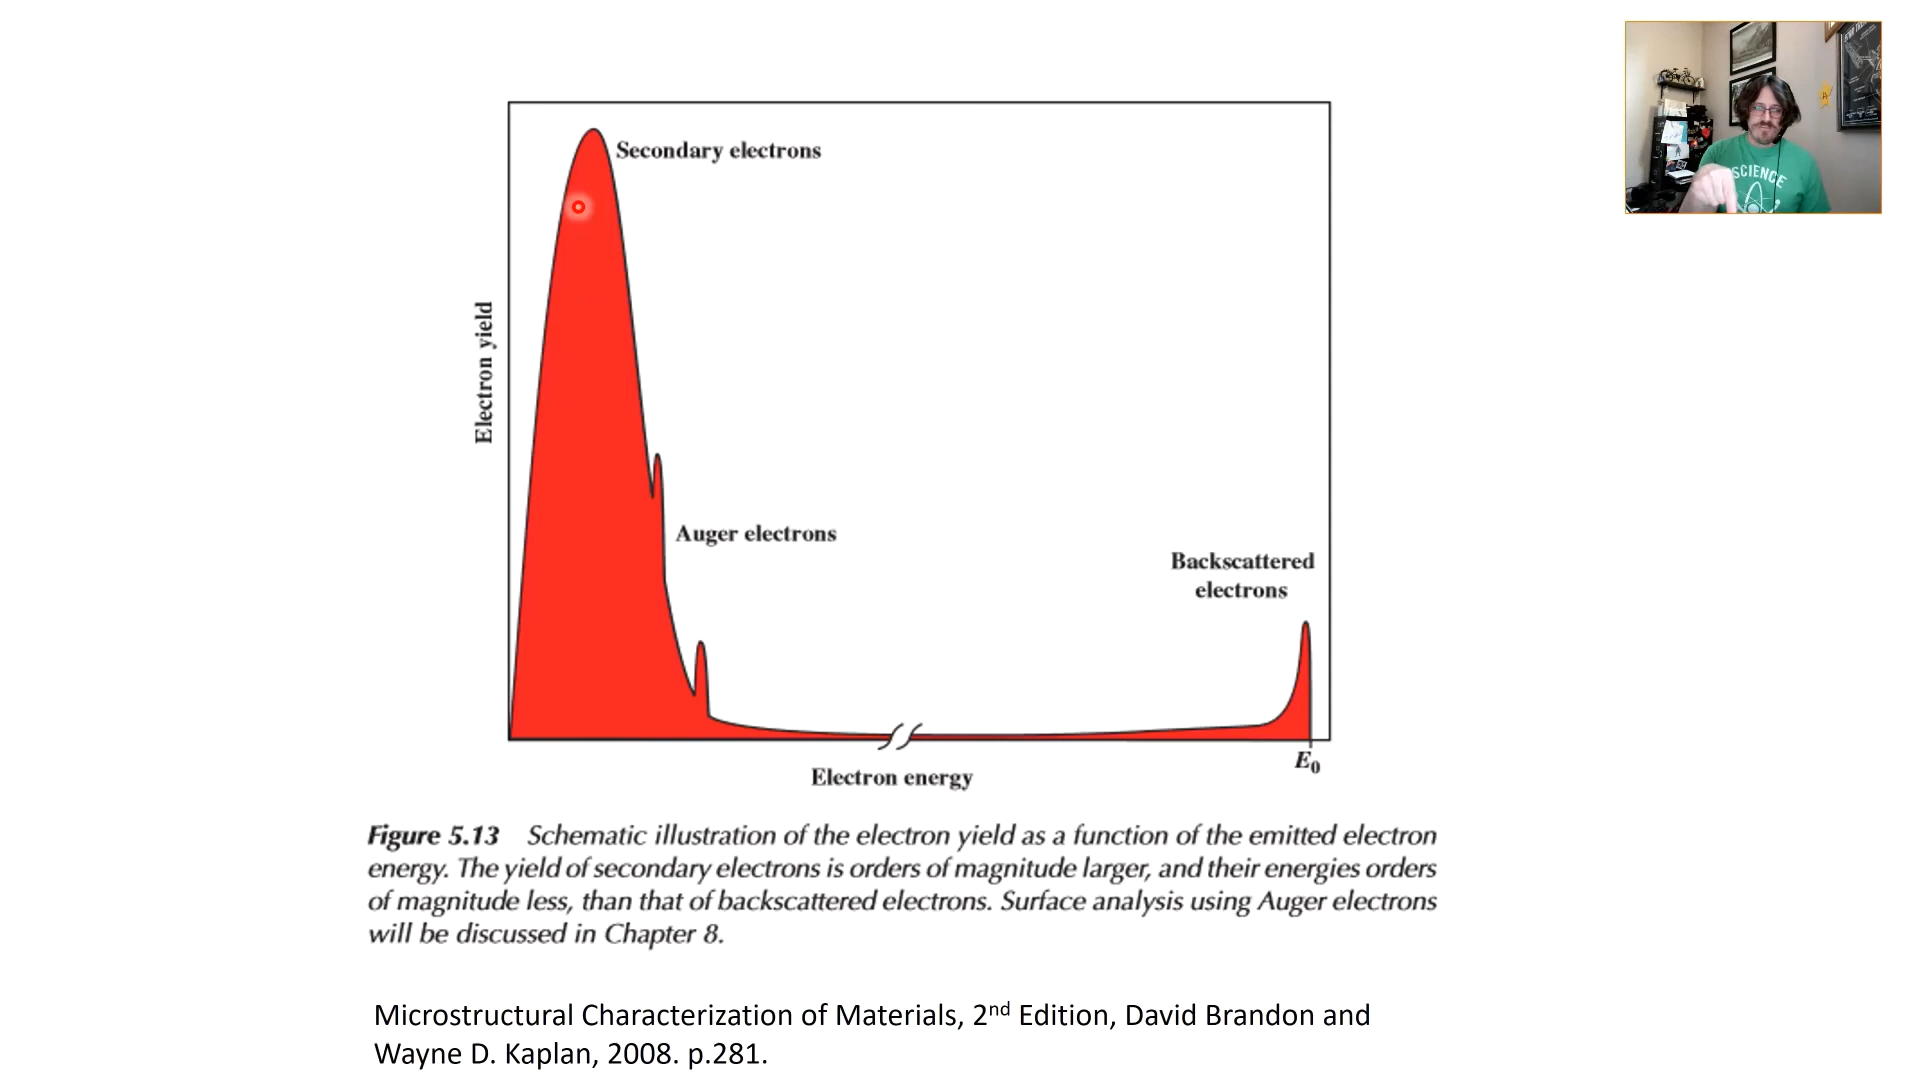 Secondary electrons
Electron yield
Auger electrons
Backscattered
electrons
E₀
Electron energy
Figure 5.13 Schematic illustration of the electron yield as a function of the emitted electron
energy. The yield of secondary electrons is orders of magnitude larger, and their energies orders
of magnitude less, than that of backscattered electrons. Surface analysis using Auger electrons
will be discussed in Chapter 8.
Microstructural Characterization of Materials, 2nd Edition, David Brandon and
Wayne D. Kaplan, 2008. p.281.
SCIENCE